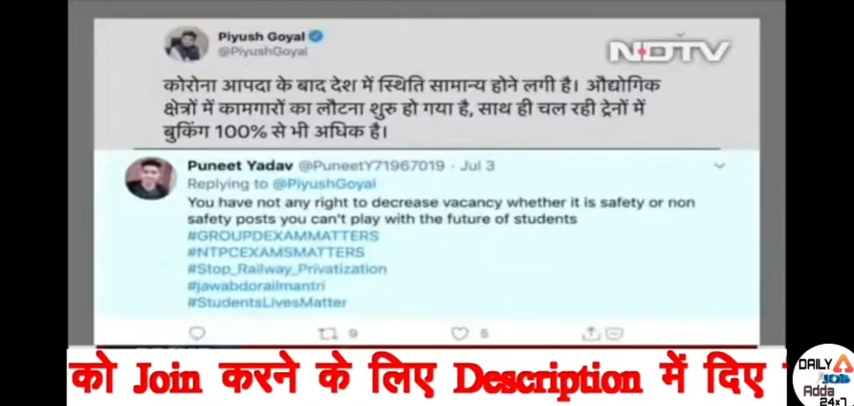 Piyush Goyal
@PiyushGoyal
NDTV
कोरोना आपदा के बाद देश में स्थिति सामान्य होने लगी है। औद्योगिक
क्षेत्रों में कामगारों का लौटना शुरु हो गया है, साथ ही चल रही ट्रेनों में
बुकिंग 100% से भी अधिक है।
Puneet Yadav @PuneetY71967019 · Jul 3
Replying to @PiyushGoyal
You have not any right to decrease vacancy whether it is safety or non
safety posts you can't play with the future of students
#GROUPDEXAMMATTERS
#NTPCEXAMSMATTERS
#Stop_Railway_Privatization
#jawabdorailmantri
#StudentsLivesMatter
9 5
को Join करने के लिए Description में दिए
DAILY
JOB
Adda
24x7